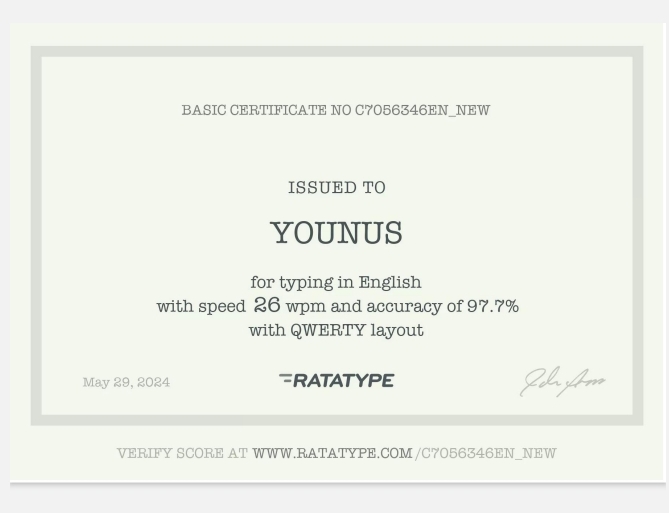 BASIC CERTIFICATE NO C7056346EN_NEW
ISSUED TO
YOUNUS
for typing in English
with speed 26 wpm and accuracy of 97.7%
with QWERTY layout
May 29, 2024
RATATYPE
VERIFY SCORE AT WWW.RATATYPE.COM/C7056346EN_NEW